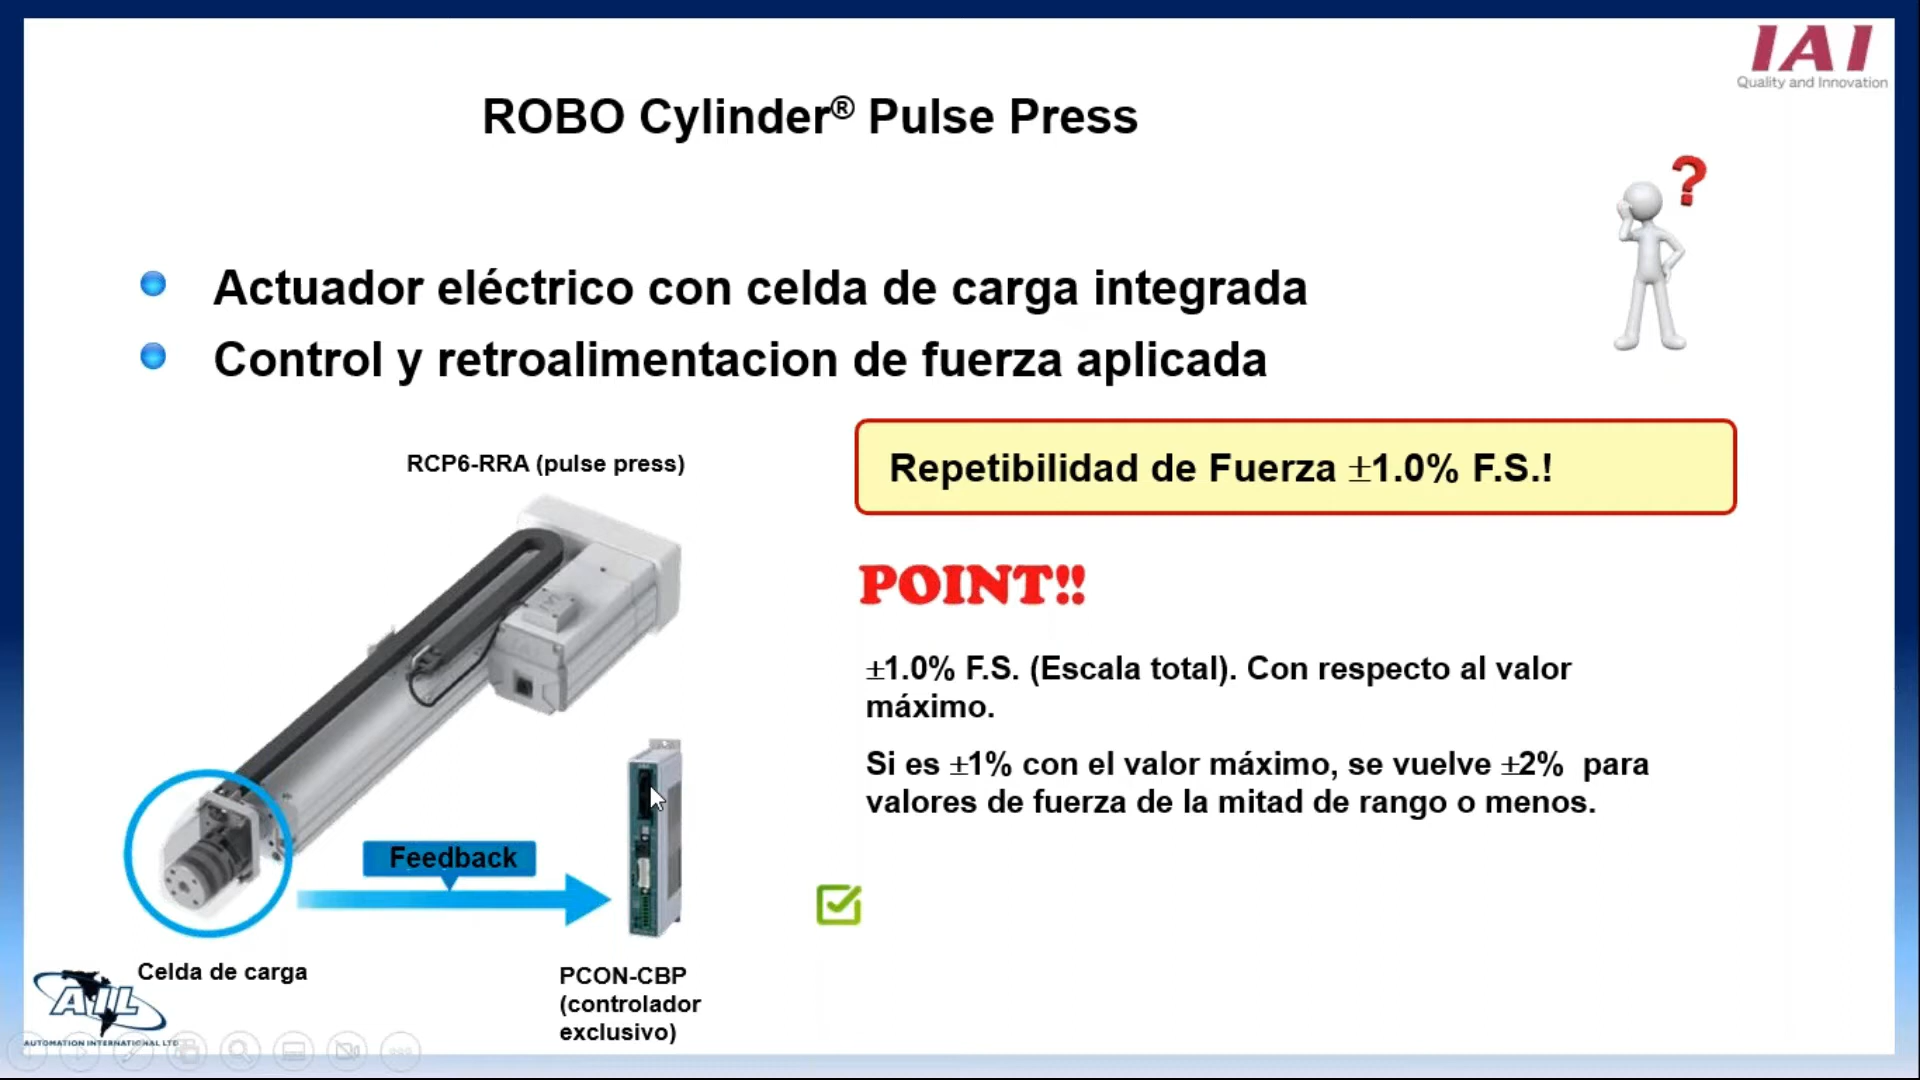 IAI
Quality and Innovation
ROBO Cylinder® Pulse Press
?
Actuador eléctrico con celda de carga integrada
Control y retroalimentacion de fuerza aplicada
RCP6-RRA (pulse press)
Repetibilidad de Fuerza ±1.0% F.S.!
POINT!!
±1.0% F.S. (Escala total). Con respecto al valor
máximo.
Si es ±1% con el valor máximo, se vuelve ±2%  para
valores de fuerza de la mitad de rango o menos.
Feedback
Celda de carga
PCON-CBP
(controlador
exclusivo)
AIL
AUTOMATION INTERNATIONAL LTD